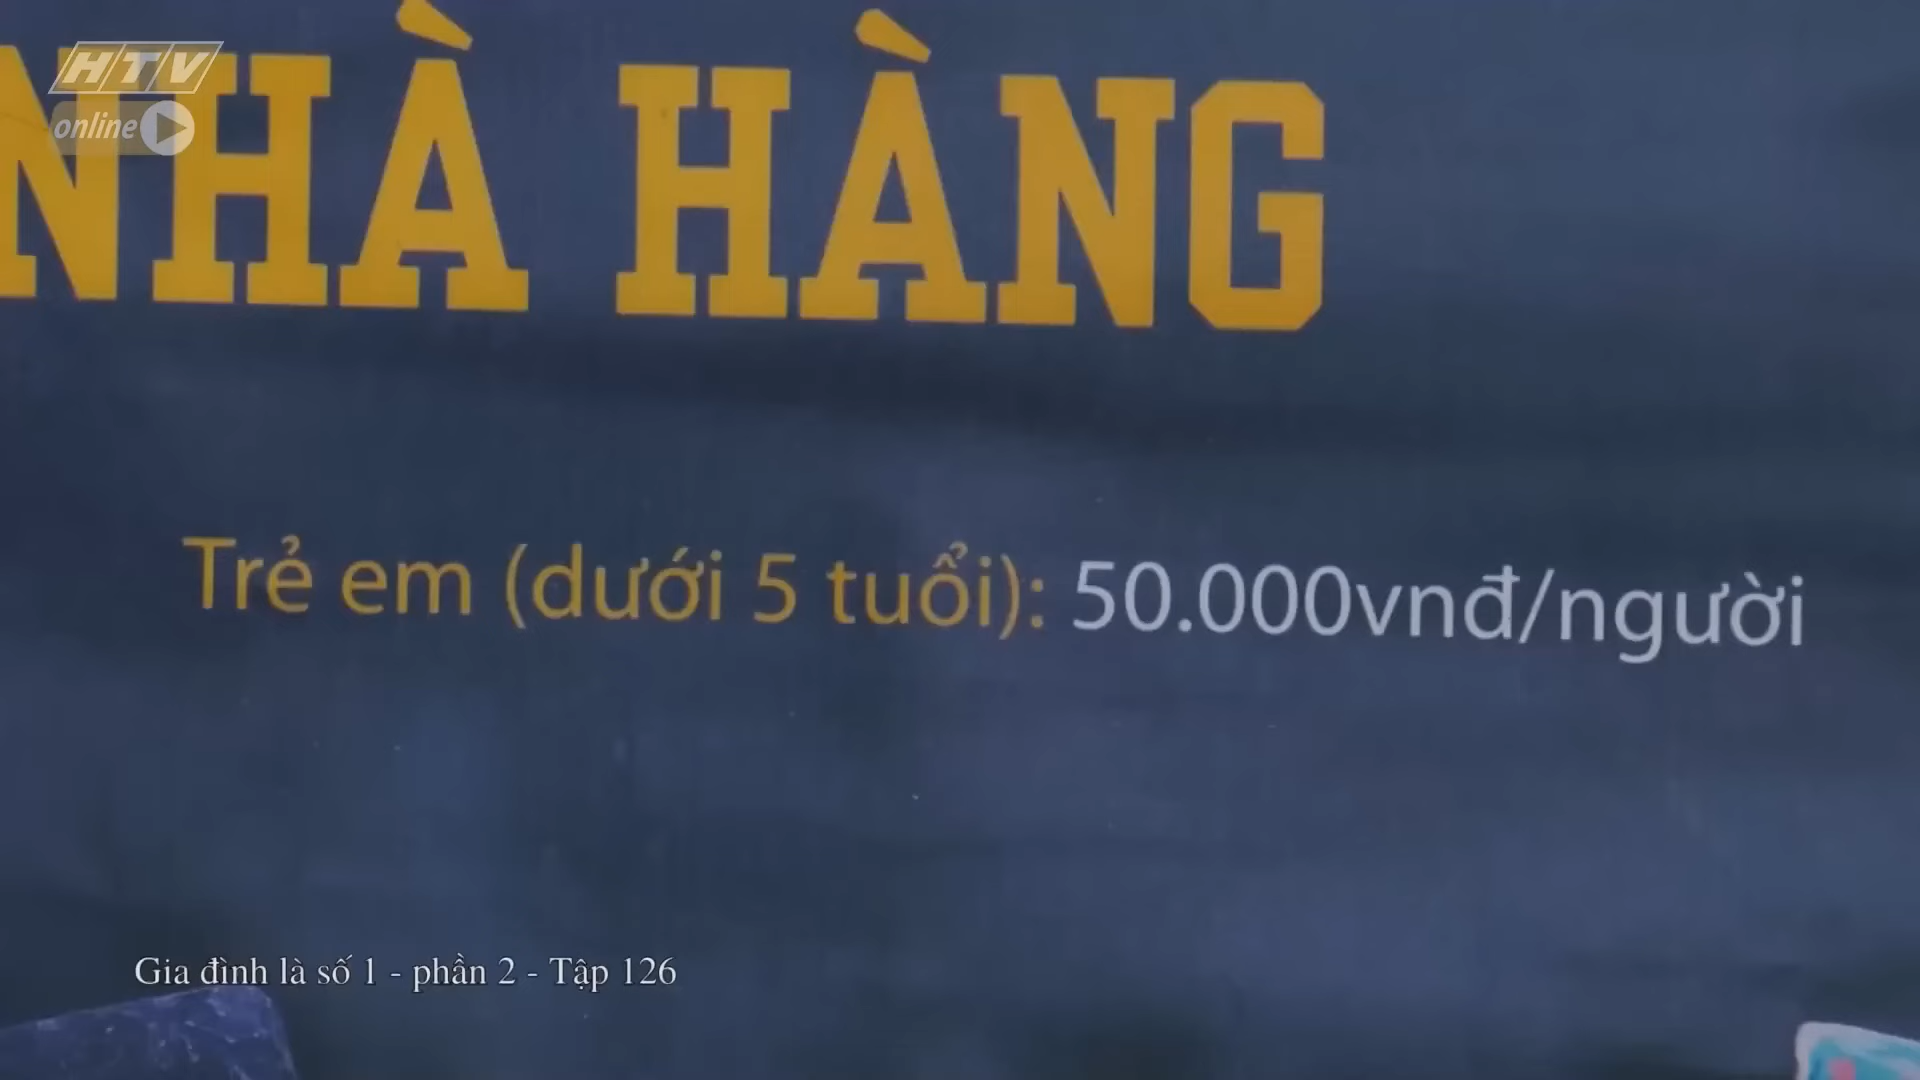 HTV
online
NHÀ HÀNG
Trẻ em (dưới 5 tuổi): 50.000vnđ/người
Gia đình là số 1 - phần 2 - Tập 126